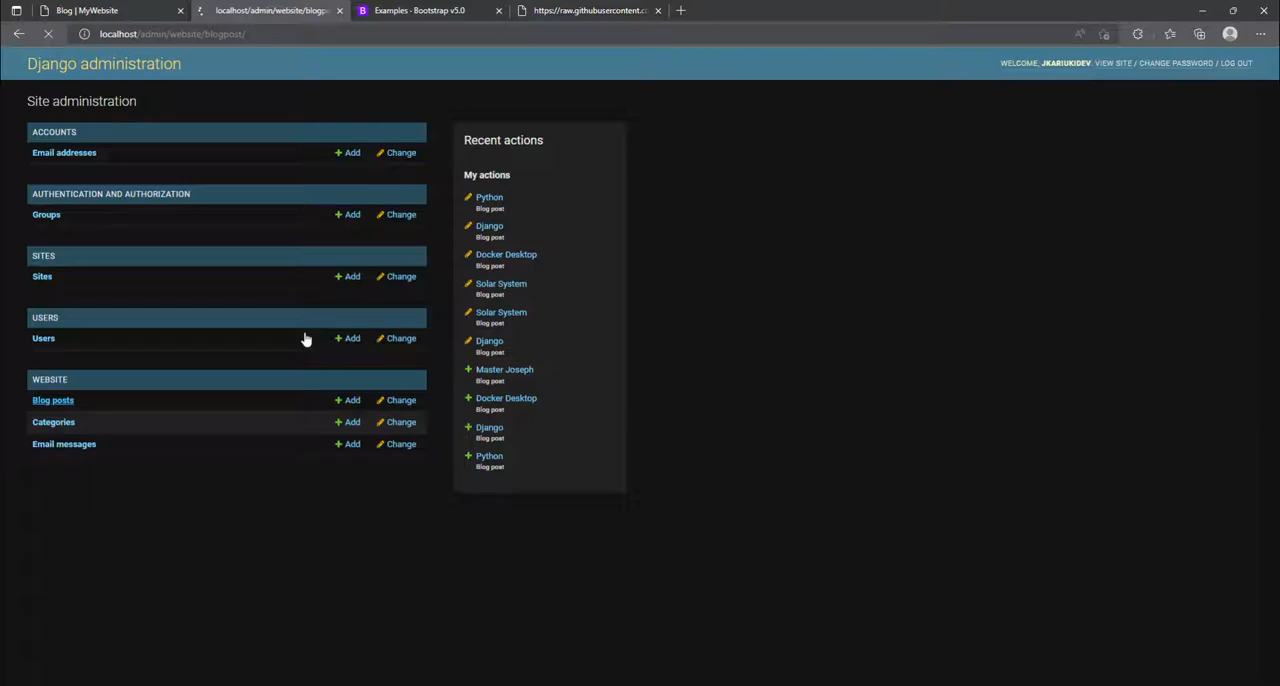 Blog | MyWebsite
localhost/admin/website/blogpo
Examples - Bootstrap v5.0
https://raw.githubusercontent.c
localhost/admin/website/blogpost/
Django administration
WELCOME, JKARIUKIDEV. VIEW SITE / CHANGE PASSWORD / LOG OUT
Site administration
ACCOUNTS
Email addresses Add Change
AUTHENTICATION AND AUTHORIZATION
Groups Add Change
SITES
Sites Add Change
USERS
Users Add Change
WEBSITE
Blog posts Add Change
Categories Add Change
Email messages Add Change
Recent actions
My actions
Python
Blog post
Django
Blog post
Docker Desktop
Blog post
Solar System
Blog post
Solar System
Blog post
Django
Blog post
Master Joseph
Blog post
Docker Desktop
Blog post
Django
Blog post
Python
Blog post